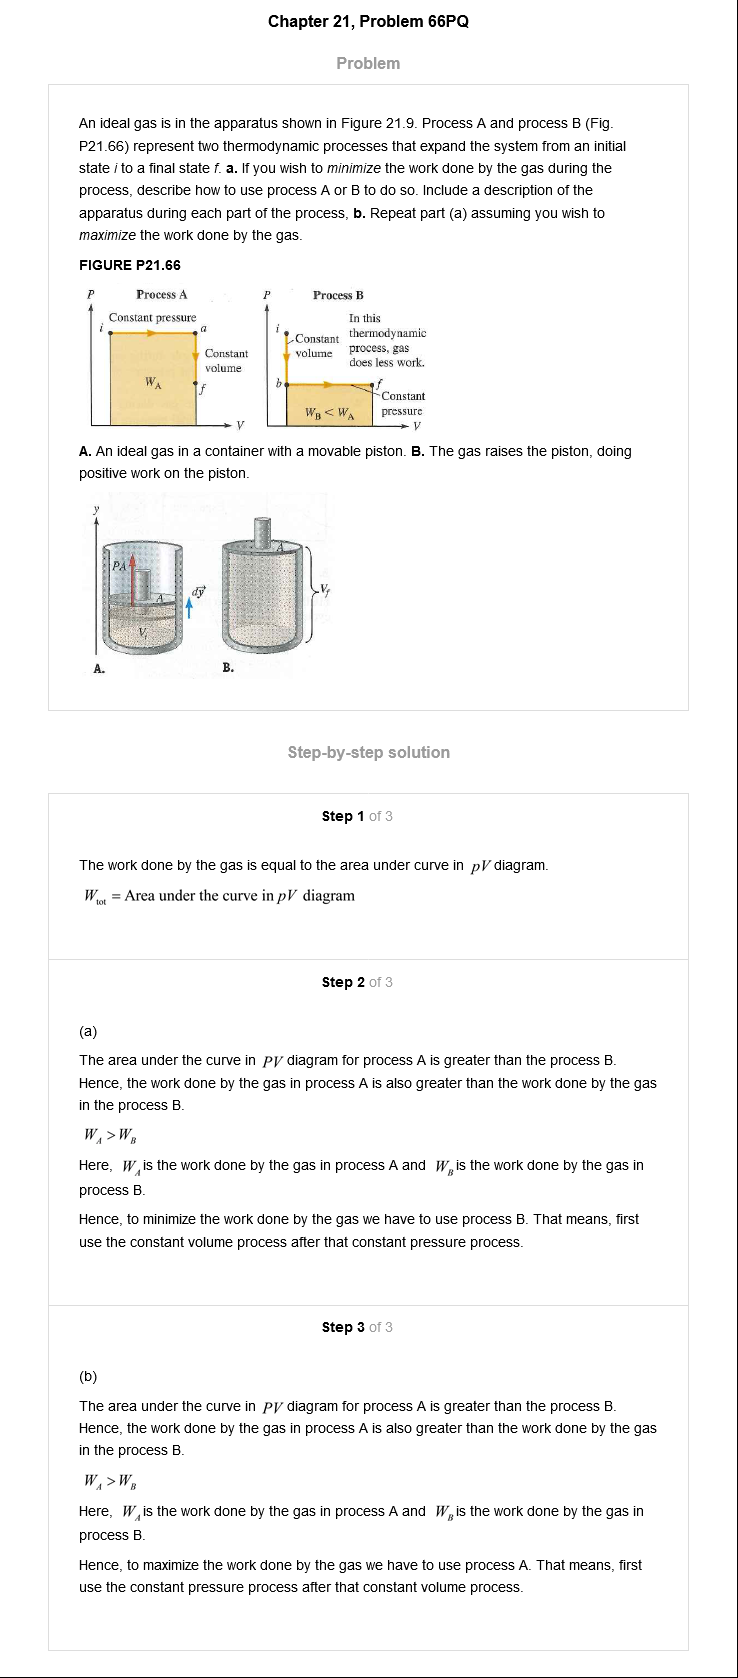 Chapter 21, Problem 66PQ
Problem
An ideal gas is in the apparatus shown in Figure 21.9. Process A and process B (Fig.
P21.66) represent two thermodynamic processes that expand the system from an initial
state i to a final state f. a. If you wish to minimize the work done by the gas during the
process, describe how to use process A or B to do so. Include a description of the
apparatus during each part of the process, b. Repeat part (a) assuming you wish to
maximize the work done by the gas.
FIGURE P21.66
P Process A
Constant pressure
i a
Constant
volume
W_A
f
V
P Process B
In this
thermodynamic
process, gas
does less work.
i
Constant
volume
b f
Constant
pressure
W_B < W_A
V
A. An ideal gas in a container with a movable piston. B. The gas raises the piston, doing
positive work on the piston.
y
PA
A
dy⃗
V_i
A.
A
V_f
B.
Step-by-step solution
Step 1 of 3
The work done by the gas is equal to the area under curve in pV diagram.
W_tot = Area under the curve in pV diagram
Step 2 of 3
(a)
The area under the curve in PV diagram for process A is greater than the process B.
Hence, the work done by the gas in process A is also greater than the work done by the gas
in the process B.
W_A > W_B
Here, W_A is the work done by the gas in process A and W_B is the work done by the gas in
process B.
Hence, to minimize the work done by the gas we have to use process B. That means, first
use the constant volume process after that constant pressure process.
Step 3 of 3
(b)
The area under the curve in PV diagram for process A is greater than the process B.
Hence, the work done by the gas in process A is also greater than the work done by the gas
in the process B.
W_A > W_B
Here, W_A is the work done by the gas in process A and W_B is the work done by the gas in
process B.
Hence, to maximize the work done by the gas we have to use process A. That means, first
use the constant pressure process after that constant volume process.